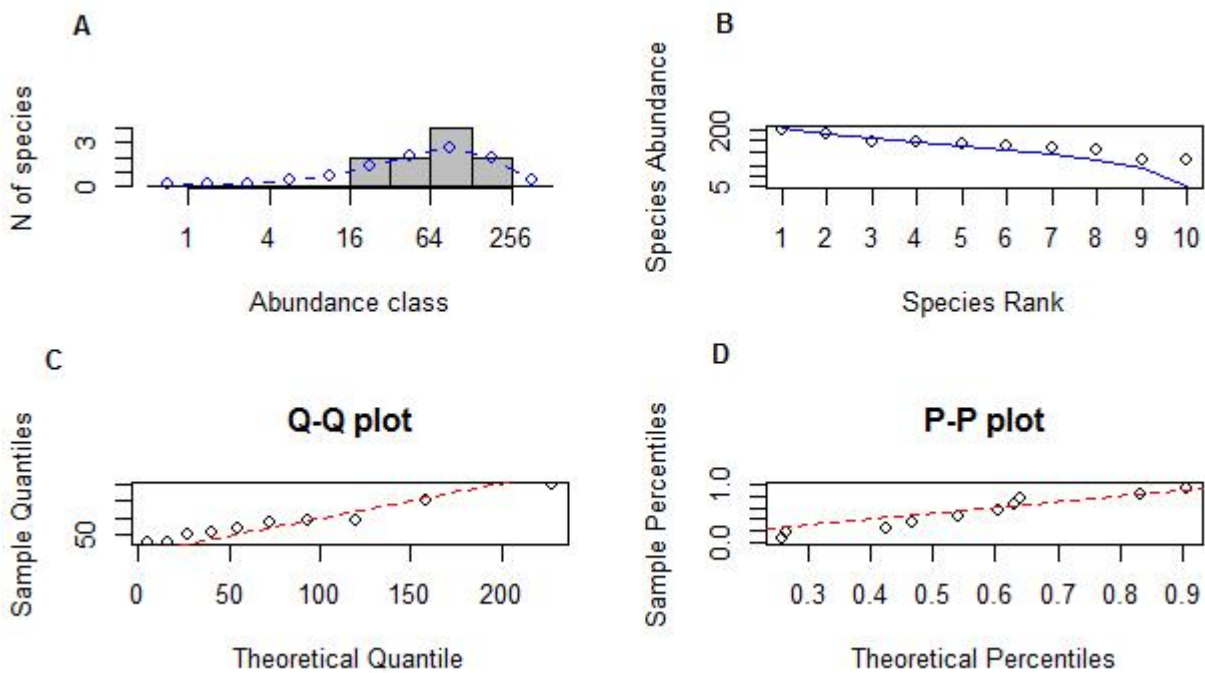 A
N of species
0
3
1 4 16 64 256
Abundance class
B
Species Abundance
200
5
1 2 3 4 5 6 7 8 9 10
Species Rank
C
Q-Q plot
Sample Quantiles
50
0 50 100 150 200
Theoretical Quantile
D
P-P plot
Sample Percentiles
1.0
0.0
0.3 0.4 0.5 0.6 0.7 0.8 0.9
Theoretical Percentiles